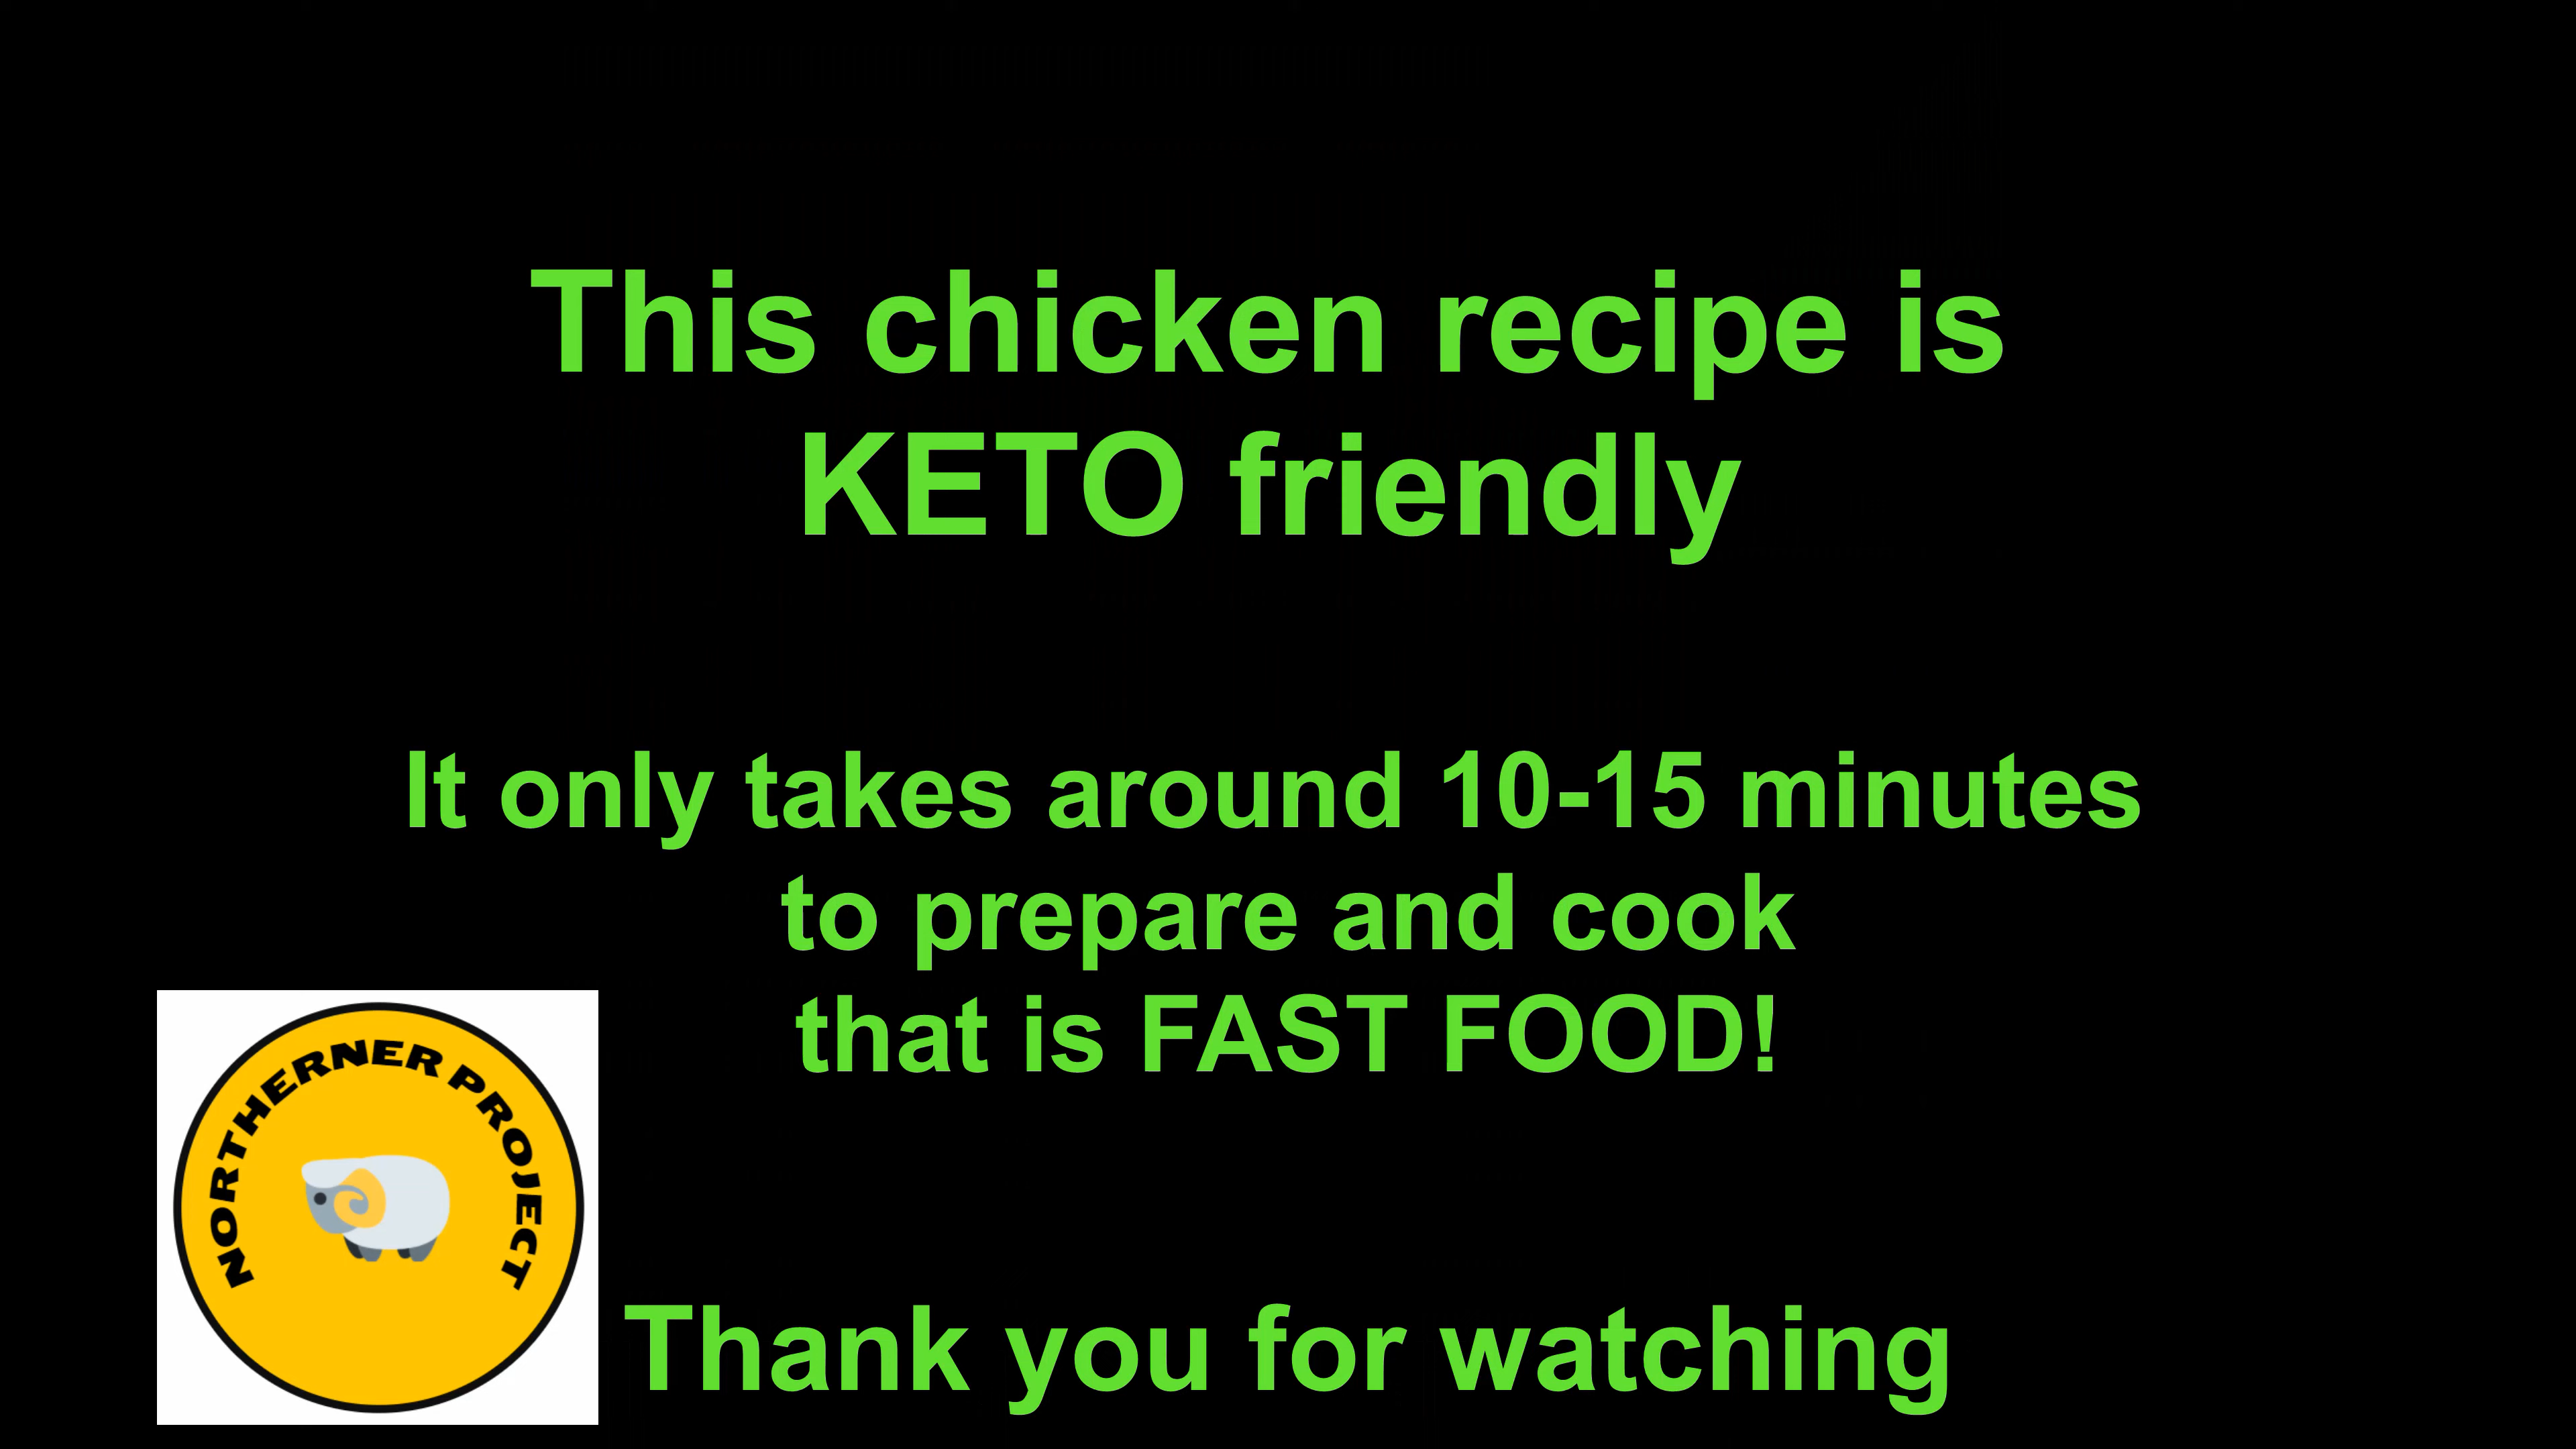 This chicken recipe is
KETO friendly
It only takes around 10-15 minutes
to prepare and cook
that is FAST FOOD!
NORTHERNER PROJECT
Thank you for watching